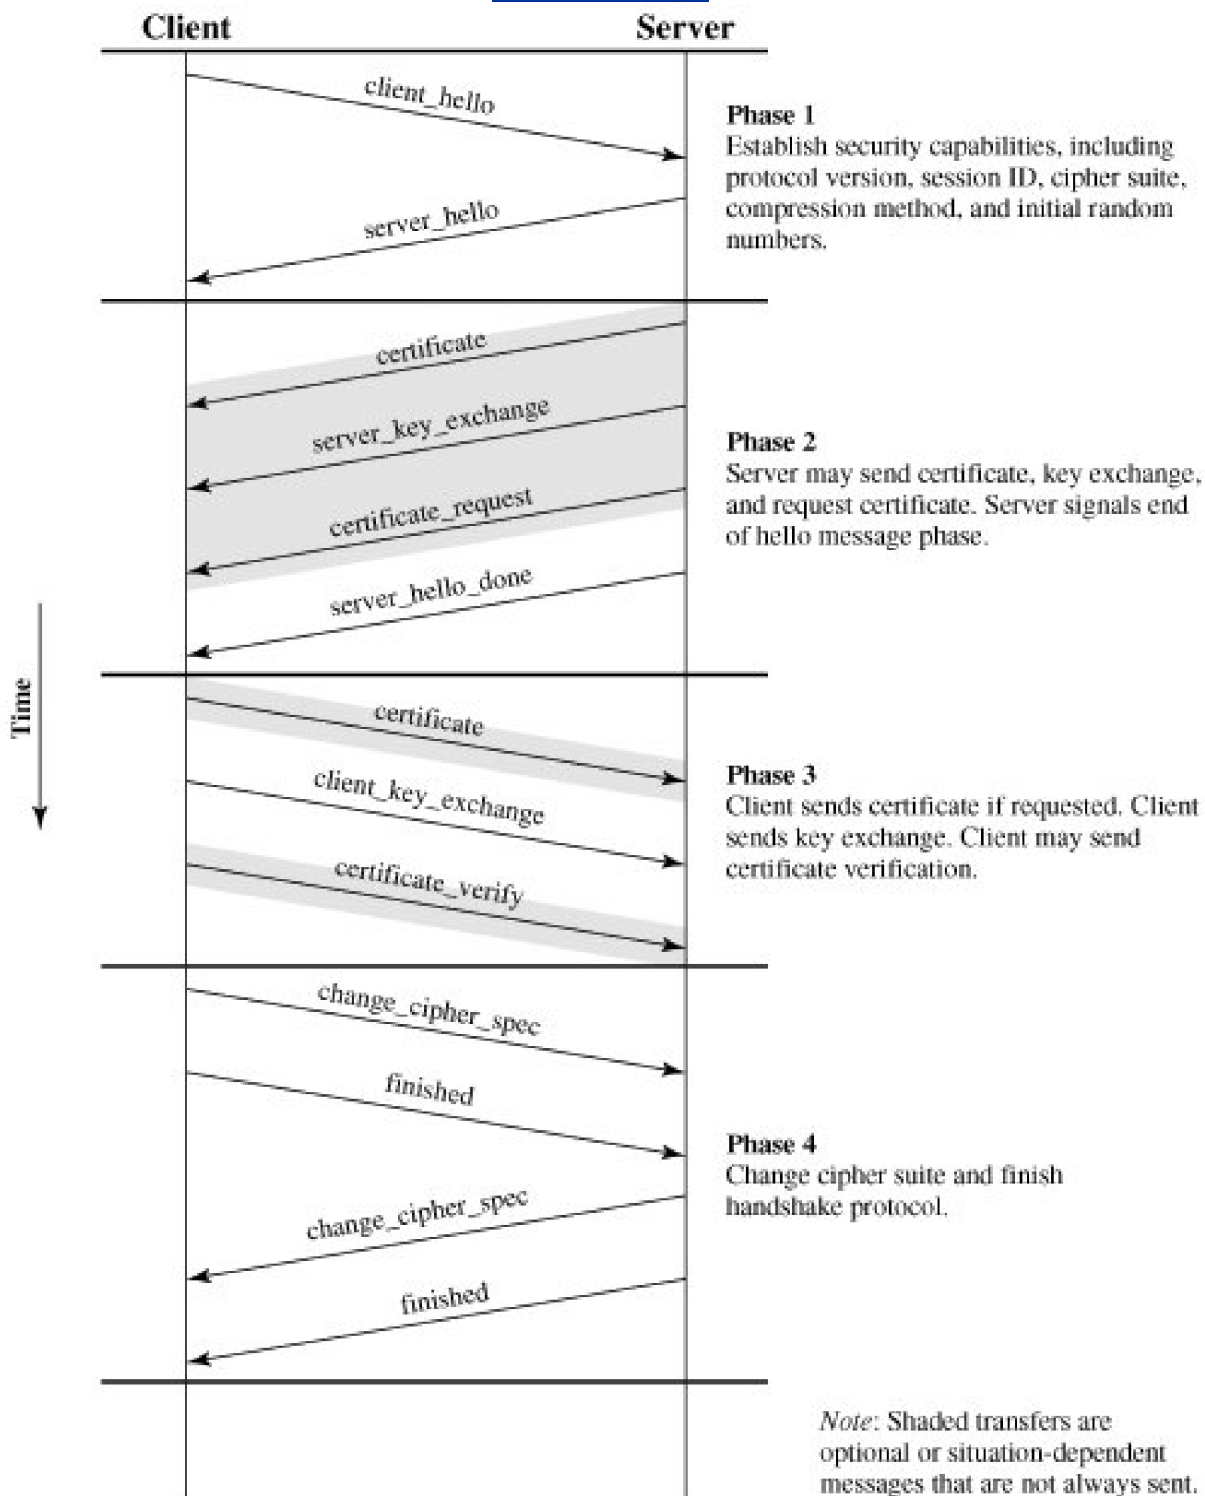 Client
Server
client_hello
server_hello
Phase 1
Establish security capabilities, including
protocol version, session ID, cipher suite,
compression method, and initial random
numbers.
certificate
server_key_exchange
certificate_request
server_hello_done
Phase 2
Server may send certificate, key exchange,
and request certificate. Server signals end
of hello message phase.
Time
certificate
client_key_exchange
certificate_verify
Phase 3
Client sends certificate if requested. Client
sends key exchange. Client may send
certificate verification.
change_cipher_spec
finished
change_cipher_spec
finished
Phase 4
Change cipher suite and finish
handshake protocol.
Note: Shaded transfers are
optional or situation-dependent
messages that are not always sent.